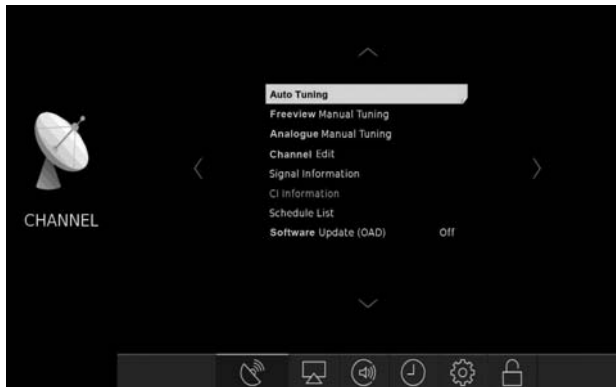 Auto Tuning
Freeview Manual Tuning
Analogue Manual Tuning
Channel Edit
Signal Information
CI Information
Schedule List
Software Update (OAD) Off
CHANNEL